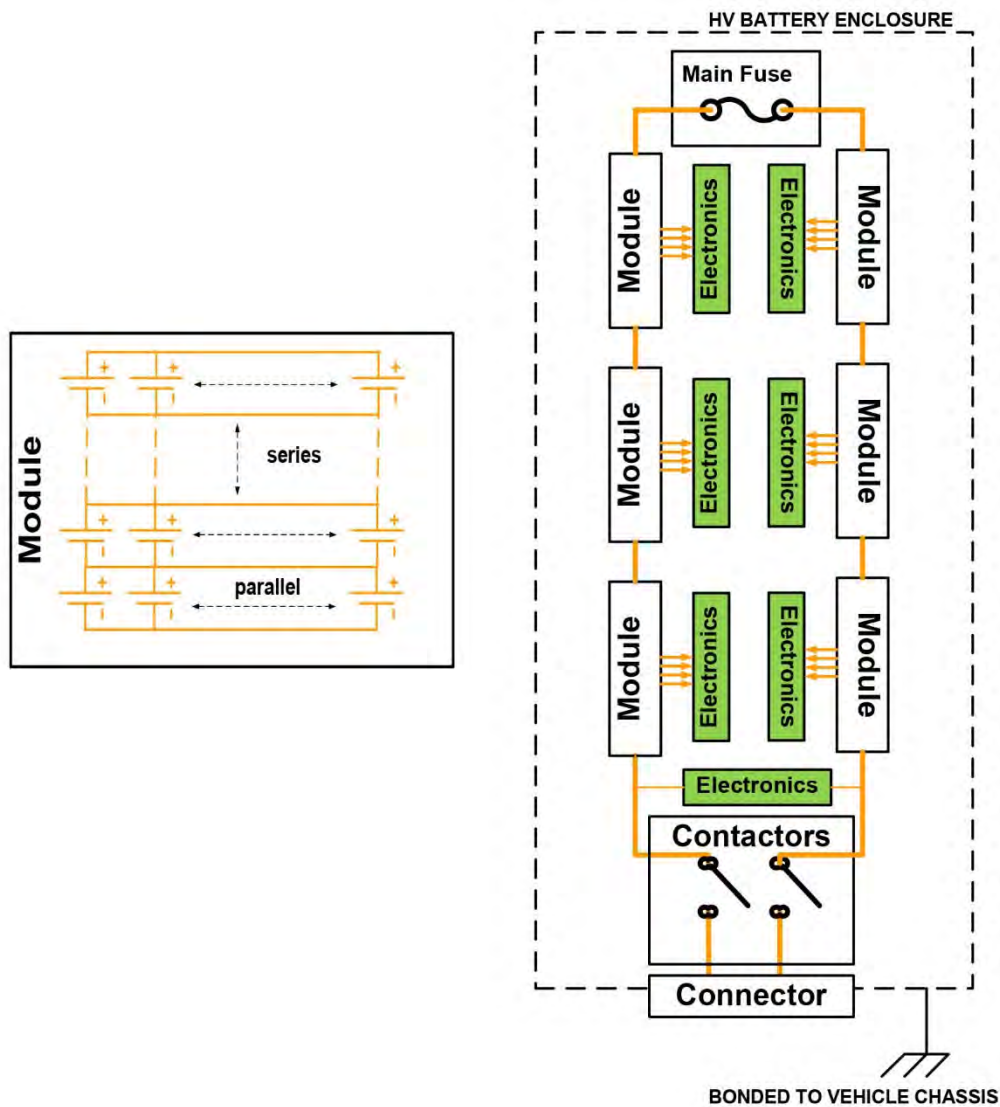 HV BATTERY ENCLOSURE
Main Fuse
Module
Electronics
Electronics
Module
Module
+
+
+
series
+
+
+
parallel
+
+
+
Module
Electronics
Electronics
Module
Module
Electronics
Electronics
Module
Electronics
Contactors
Connector
BONDED TO VEHICLE CHASSIS